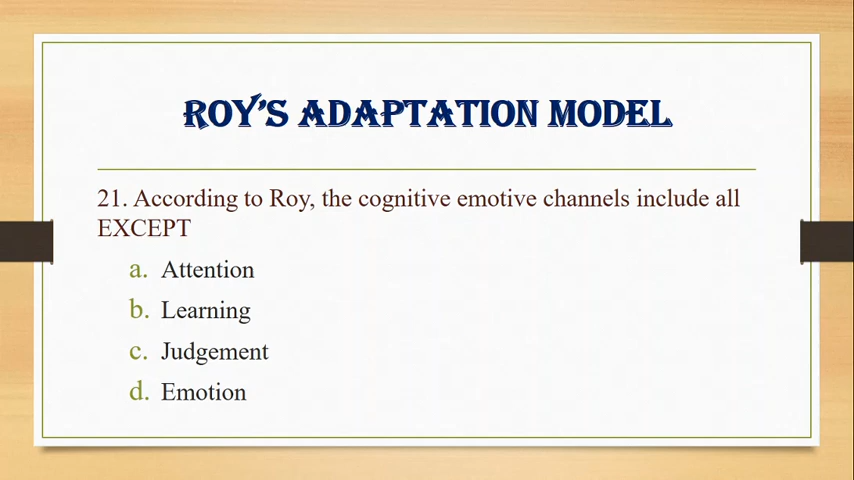 ROY'S ADAPTATION MODEL
21. According to Roy, the cognitive emotive channels include all
EXCEPT
a. Attention
b. Learning
c. Judgement
d. Emotion